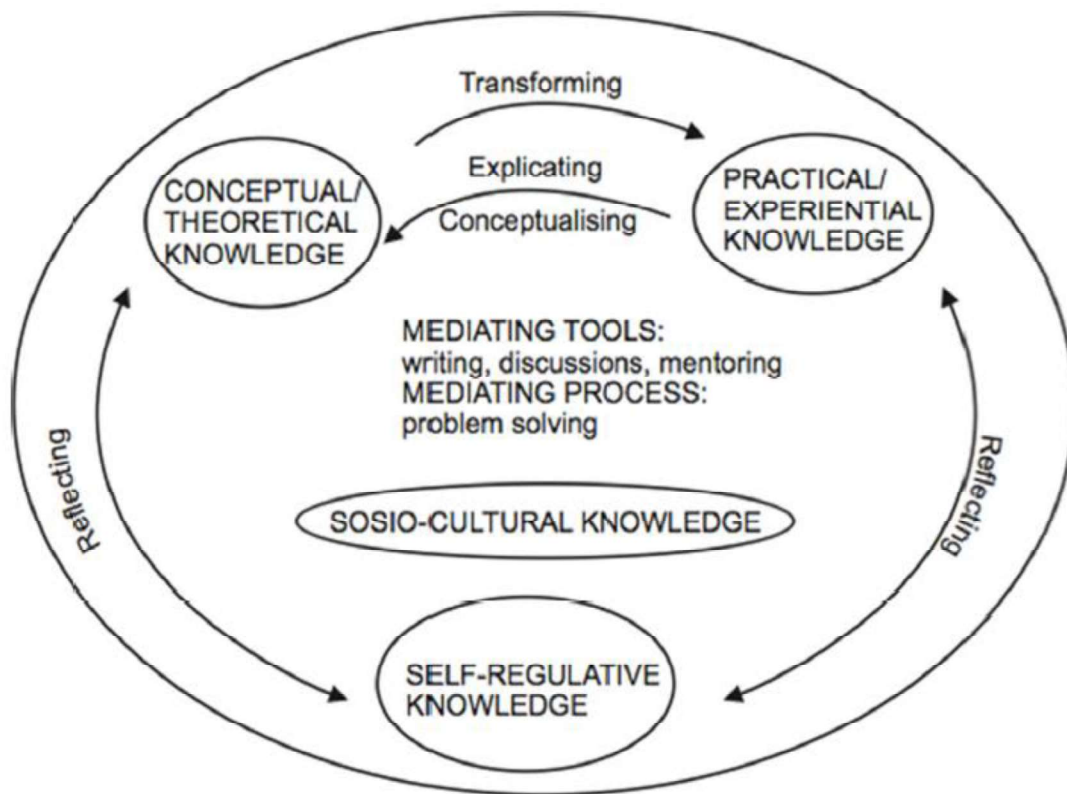 Transforming
CONCEPTUAL/
THEORETICAL
KNOWLEDGE
Explicating
Conceptualising
PRACTICAL/
EXPERIENTIAL
KNOWLEDGE
MEDIATING TOOLS:
writing, discussions, mentoring
MEDIATING PROCESS:
problem solving
Reflecting
Reflecting
SOSIO-CULTURAL KNOWLEDGE
SELF-REGULATIVE
KNOWLEDGE